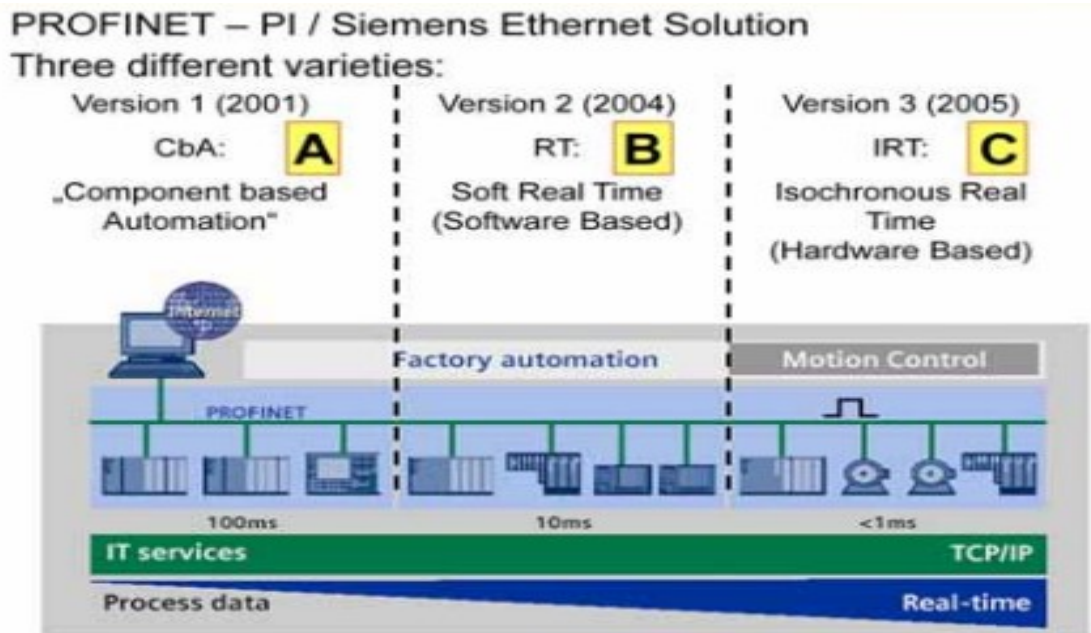 PROFINET – PI / Siemens Ethernet Solution
Three different varieties:
Version 1 (2001)
CbA: A
„Component based
Automation“
Version 2 (2004)
RT: B
Soft Real Time
(Software Based)
Version 3 (2005)
IRT: C
Isochronous Real
Time
(Hardware Based)
Internet
Factory automation
Motion Control
PROFINET
100ms
10ms
<1ms
IT services
TCP/IP
Process data
Real-time